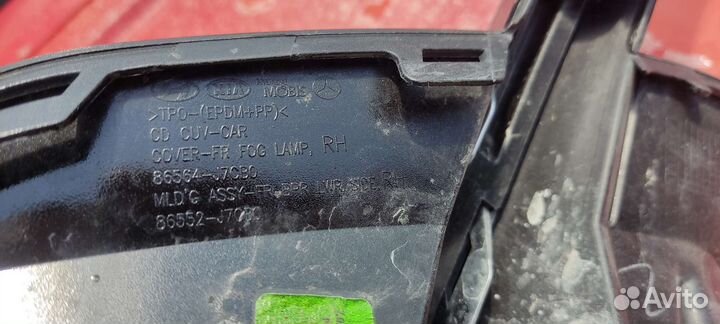 KIA MOBIS
>TPO-(EPDM+PP)<
CD CUV-CAR
COVER-FR FOG LAMP, RH
86564-J7CB0
MLD'G ASSY-FR BPR LWR SIDE RH
86552-J7CB0
Avito